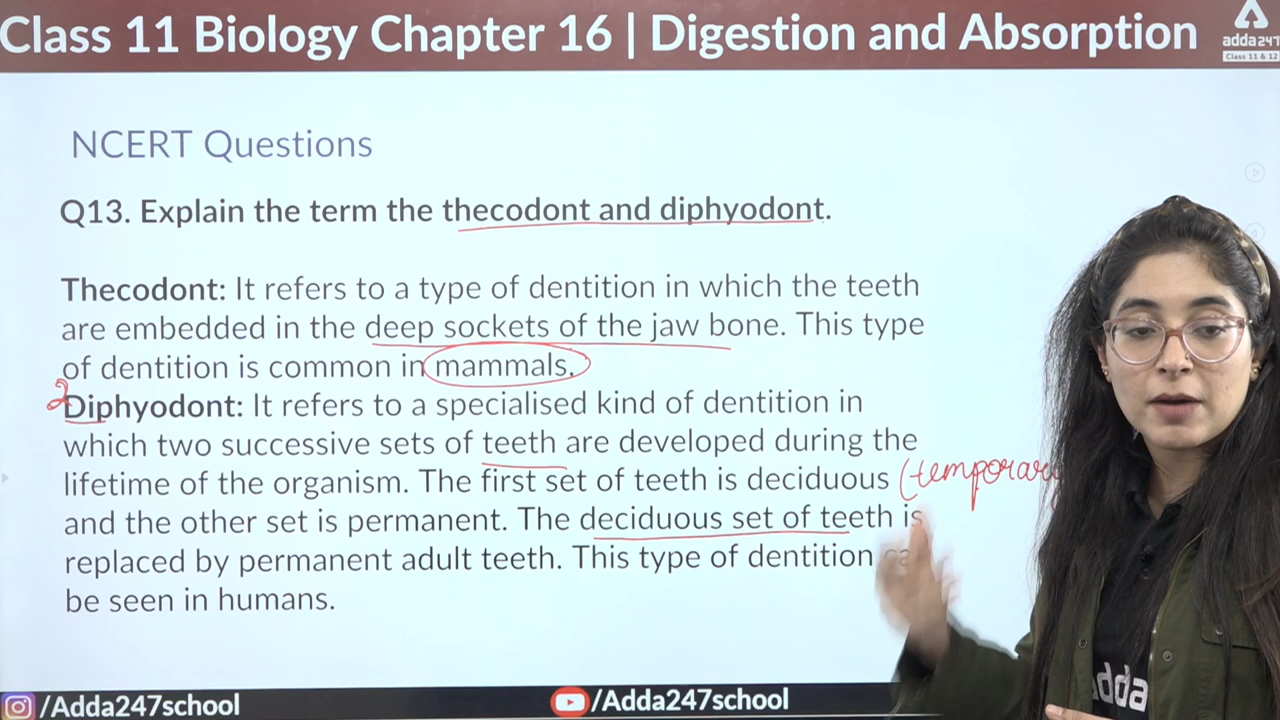 Class 11 Biology Chapter 16 | Digestion and Absorption
adda247
Class 11 & 12
NCERT Questions
Q13. Explain the term the thecodont and diphyodont.
Thecodont: It refers to a type of dentition in which the teeth
are embedded in the deep sockets of the jaw bone. This type
of dentition is common in mammals.
2
Diphyodont: It refers to a specialised kind of dentition in
which two successive sets of teeth are developed during the
lifetime of the organism. The first set of teeth is deciduous (temporary
and the other set is permanent. The deciduous set of teeth is
replaced by permanent adult teeth. This type of dentition
be seen in humans.
adda
/Adda247school
/Adda247school